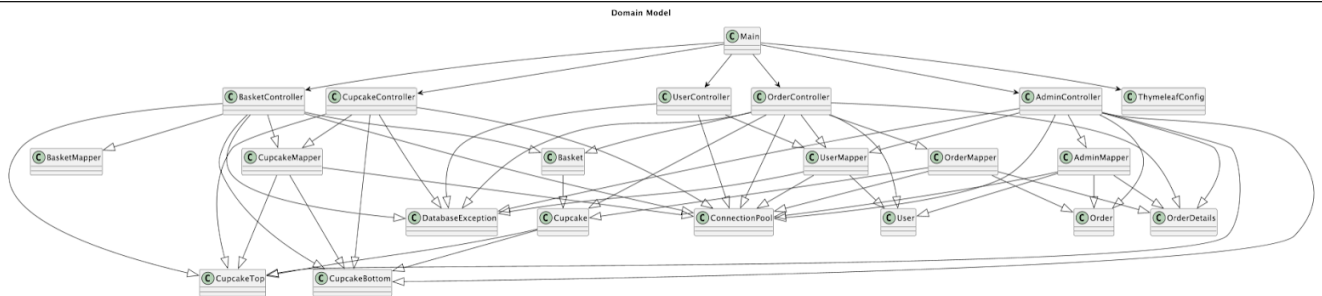 Domain Model
C Main
C BasketController
C CupcakeController
C UserController
C OrderController
C AdminController
C ThymeleafConfig
C BasketMapper
C CupcakeMapper
C Basket
C UserMapper
C OrderMapper
C AdminMapper
C DatabaseException
C Cupcake
C ConnectionPool
C User
C Order
C OrderDetails
C CupcakeTop
C CupcakeBottom